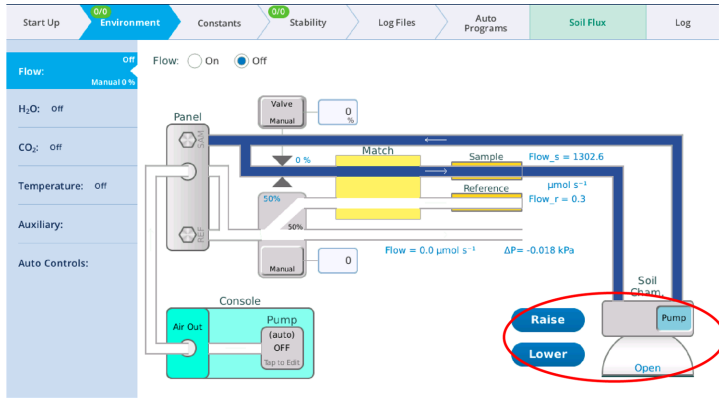 Start Up
0/0
Environment
Constants
0/0
Stability
Log Files
Auto
Programs
Soil Flux
Log
Off
Flow:
Manual 0 %
H₂O: Off
CO₂: Off
Temperature: Off
Auxiliary:
Auto Controls:
Flow: On Off
Panel
SAM
REF
Valve
Manual
0
%
0 %
50%
50%
Manual
0
Match
Sample
Reference
Flow_s = 1302.6
µmol s⁻¹
Flow_r = 0.3
Flow = 0.0 µmol s⁻¹ ΔP= -0.018 kPa
Soil
Cham.
Pump
Open
Raise
Lower
Console
Air Out
Pump
(auto)
OFF
Tap to Edit